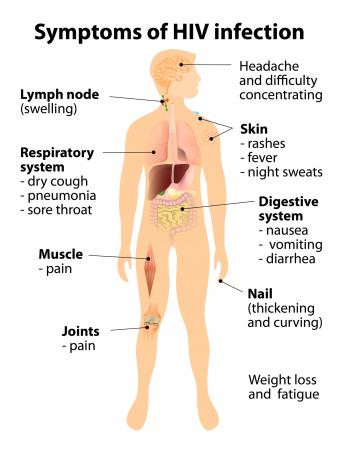 Symptoms of HIV infection
Headache
and difficulty
concentrating
Lymph node
(swelling)
Skin
- rashes
- fever
- night sweats
Respiratory
system
- dry cough
- pneumonia
- sore throat
Digestive
system
- nausea
- vomiting
- diarrhea
Muscle
- pain
Nail
(thickening
and curving)
Joints
- pain
Weight loss
and fatigue